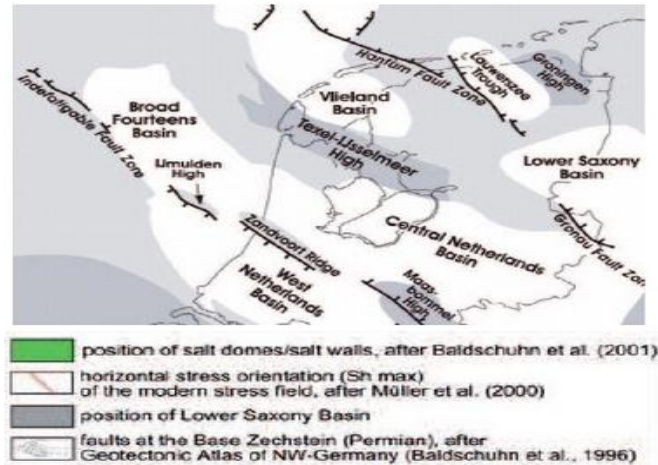 Indefatigable Fault Zone
Broad
Fourteens
Basin
IJmuiden
High
Vlieland
Basin
Hantum Fault Zone
Lauwerszee
Trough
Groningen
High
Texel-IJsselmeer
High
Lower Saxony
Basin
Gronau Fault Zon
Zandvoort Ridge
West
Netherlands
Basin
Central Netherlands
Basin
Maas-
bommel
High
position of salt domes/salt walls, after Baldschuhn et al. (2001)
horizontal stress orientation (Sh max)
of the modern stress field, after Müller et al. (2000)
position of Lower Saxony Basin
faults at the Base Zechstein (Permian), after
Geotectonic Atlas of NW-Germany (Baldschuhn et al., 1996)